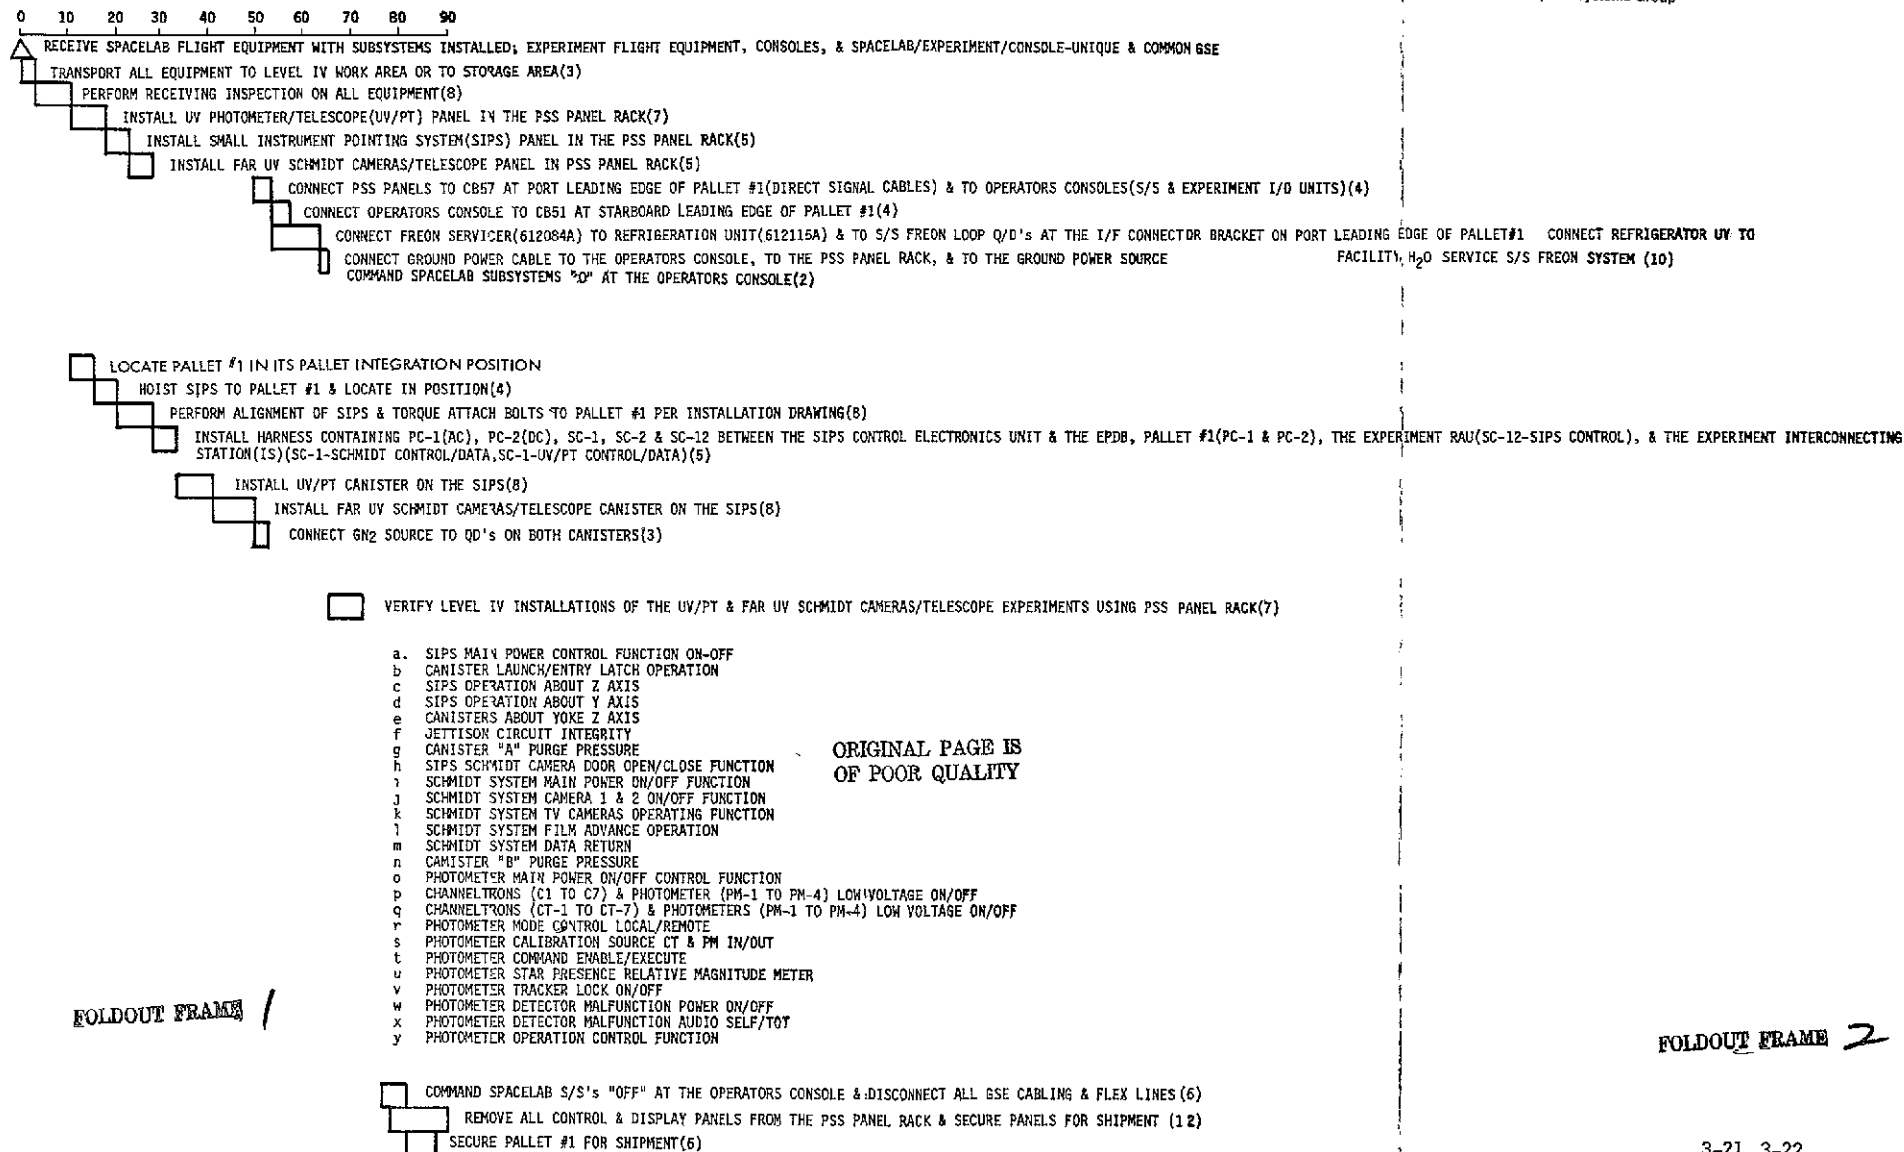 0 10 20 30 40 50 60 70 80 90
RECEIVE SPACELAB FLIGHT EQUIPMENT WITH SUBSYSTEMS INSTALLED; EXPERIMENT FLIGHT EQUIPMENT, CONSOLES, & SPACELAB/EXPERIMENT/CONSOLE-UNIQUE & COMMON GSE
TRANSPORT ALL EQUIPMENT TO LEVEL IV WORK AREA OR TO STORAGE AREA(3)
PERFORM RECEIVING INSPECTION ON ALL EQUIPMENT(8)
INSTALL UV PHOTOMETER/TELESCOPE(UV/PT) PANEL IN THE PSS PANEL RACK(7)
INSTALL SMALL INSTRUMENT POINTING SYSTEM(SIPS) PANEL IN THE PSS PANEL RACK(5)
INSTALL FAR UV SCHMIDT CAMERAS/TELESCOPE PANEL IN PSS PANEL RACK(5)
CONNECT PSS PANELS TO CB57 AT PORT LEADING EDGE OF PALLET #1(DIRECT SIGNAL CABLES) & TO OPERATORS CONSOLES(S/S & EXPERIMENT I/O UNITS)(4)
CONNECT OPERATORS CONSOLE TO CB51 AT STARBOARD LEADING EDGE OF PALLET #1(4)
CONNECT FREON SERVICER(612084A) TO REFRIGERATION UNIT(612115A) & TO S/S FREON LOOP Q/D's AT THE I/F CONNECTOR BRACKET ON PORT LEADING EDGE OF PALLET#1 CONNECT REFRIGERATOR UV TO
CONNECT GROUND POWER CABLE TO THE OPERATORS CONSOLE, TO THE PSS PANEL RACK, & TO THE GROUND POWER SOURCE FACILITY, H2O SERVICE S/S FREON SYSTEM (10)
COMMAND SPACELAB SUBSYSTEMS AT THE OPERATORS CONSOLE(2)
LOCATE PALLET #1 IN ITS PALLET INTEGRATION POSITION
HOIST SIPS TO PALLET #1 & LOCATE IN POSITION(4)
PERFORM ALIGNMENT OF SIPS & TORQUE ATTACH BOLTS TO PALLET #1 PER INSTALLATION DRAWING(8)
INSTALL HARNESS CONTAINING PC-1(AC), PC-2(DC), SC-1, SC-2 & SC-12 BETWEEN THE SIPS CONTROL ELECTRONICS UNIT & THE EPDB, PALLET #1(PC-1 & PC-2), THE EXPERIMENT RAU(SC-12-SIPS CONTROL), & THE EXPERIMENT INTERCONNECTING
STATION(IS)(SC-1-SCHMIDT CONTROL/DATA,SC-1-UV/PT CONTROL/DATA)(5)
INSTALL UV/PT CANISTER ON THE SIPS(8)
INSTALL FAR UV SCHMIDT CAMERAS/TELESCOPE CANISTER ON THE SIPS(8)
CONNECT GN2 SOURCE TO QD's ON BOTH CANISTERS(3)
VERIFY LEVEL IV INSTALLATIONS OF THE UV/PT & FAR UV SCHMIDT CAMERAS/TELESCOPE EXPERIMENTS USING PSS PANEL RACK(7)
a. SIPS MAIN POWER CONTROL FUNCTION ON-OFF
b CANISTER LAUNCH/ENTRY LATCH OPERATION
c SIPS OPERATION ABOUT Z AXIS
d SIPS OPERATION ABOUT Y AXIS
e CANISTERS ABOUT YOKE Z AXIS
f JETTISON CIRCUIT INTEGRITY
g CANISTER "A" PURGE PRESSURE
h SIPS SCHMIDT CAMERA DOOR OPEN/CLOSE FUNCTION
i SCHMIDT SYSTEM MAIN POWER ON/OFF FUNCTION
j SCHMIDT SYSTEM CAMERA 1 & 2 ON/OFF FUNCTION
k SCHMIDT SYSTEM TV CAMERAS OPERATING FUNCTION
l SCHMIDT SYSTEM FILM ADVANCE OPERATION
m SCHMIDT SYSTEM DATA RETURN
n CANISTER "B" PURGE PRESSURE
o PHOTOMETER MAIN POWER ON/OFF CONTROL FUNCTION
p CHANNELTRONS (C1 TO C7) & PHOTOMETER (PM-1 TO PM-4) LOW VOLTAGE ON/OFF
q CHANNELTRONS (CT-1 TO CT-7) & PHOTOMETERS (PM-1 TO PM-4) LOW VOLTAGE ON/OFF
r PHOTOMETER MODE CONTROL LOCAL/REMOTE
s PHOTOMETER CALIBRATION SOURCE CT & PM IN/OUT
t PHOTOMETER COMMAND ENABLE/EXECUTE
u PHOTOMETER STAR PRESENCE RELATIVE MAGNITUDE METER
v PHOTOMETER TRACKER LOCK ON/OFF
w PHOTOMETER DETECTOR MALFUNCTION POWER ON/OFF
x PHOTOMETER DETECTOR MALFUNCTION AUDIO SELF/TOT
y PHOTOMETER OPERATION CONTROL FUNCTION
ORIGINAL PAGE IS
OF POOR QUALITY
FOLDOUT FRAME 1
FOLDOUT FRAME 2
COMMAND SPACELAB S/S's "OFF" AT THE OPERATORS CONSOLE & DISCONNECT ALL GSE CABLING & FLEX LINES(6)
REMOVE ALL CONTROL & DISPLAY PANELS FROM THE PSS PANEL RACK & SECURE PANELS FOR SHIPMENT (12)
SECURE PALLET #1 FOR SHIPMENT(6)
3-21 3-22